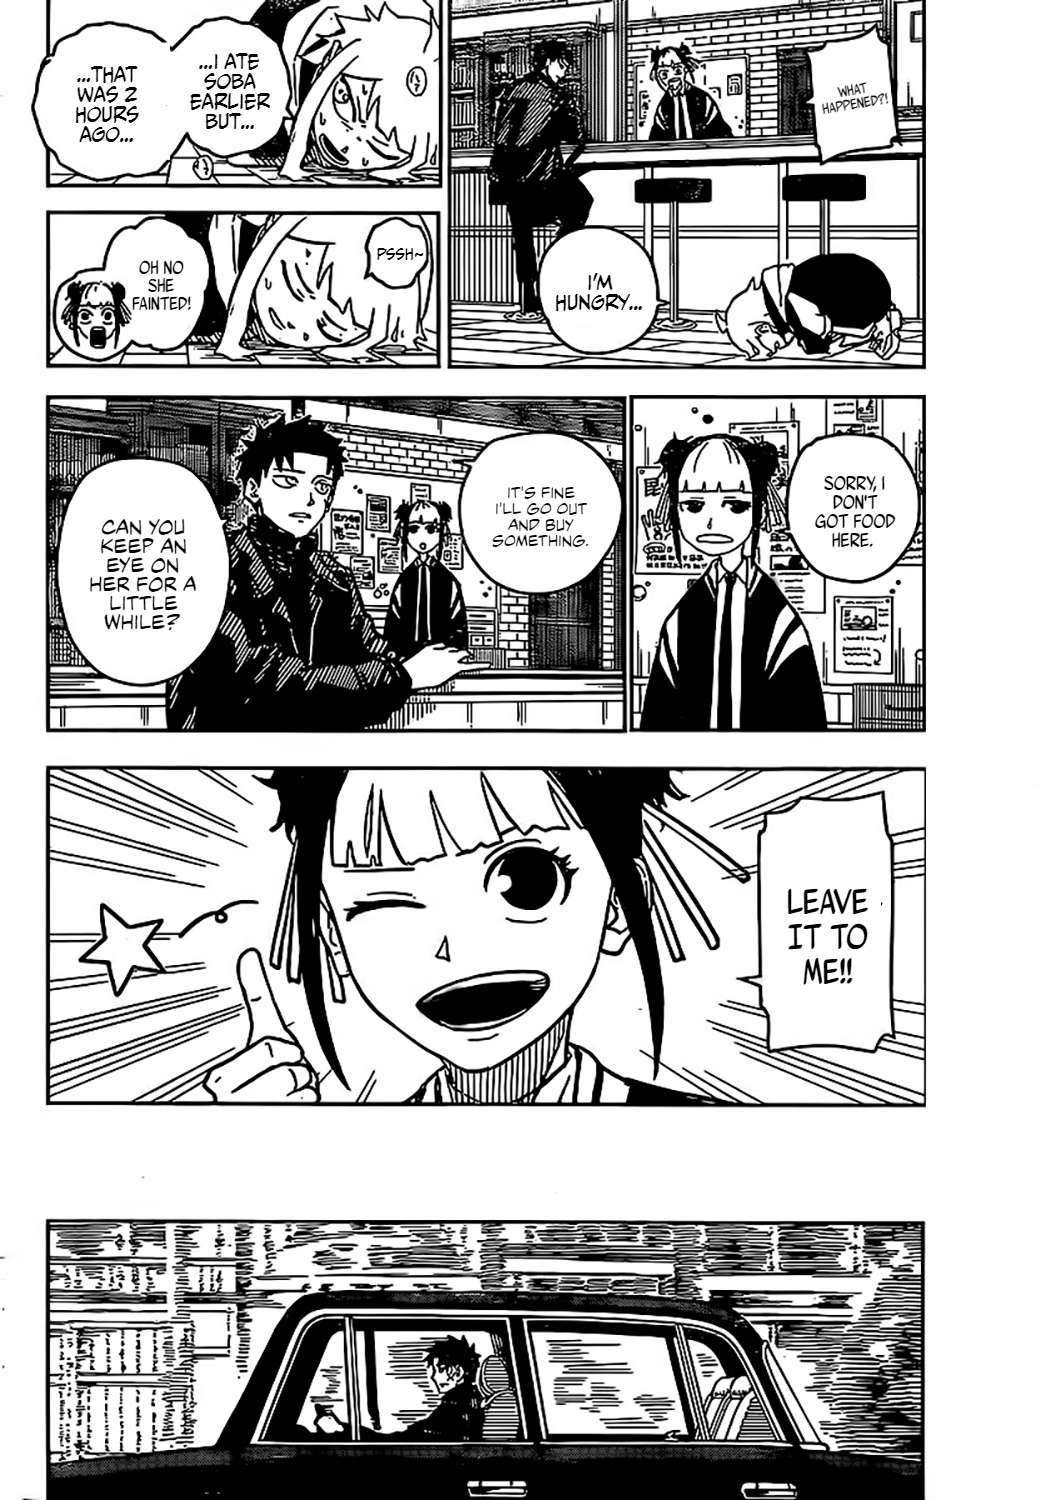 WHAT
HAPPENED?!
I'M
HUNGRY...
...I ATE
SOBA
EARLIER
BUT...
...THAT
WAS 2
HOURS
AGO...
PSSH~
OH NO
SHE
FAINTED!
SORRY, I
DON'T
GOT FOOD
HERE.
IT'S FINE
I'LL GO OUT
AND BUY
SOMETHING.
CAN YOU
KEEP AN
EYE ON
HER FOR A
LITTLE
WHILE?
LEAVE
IT TO
ME!!